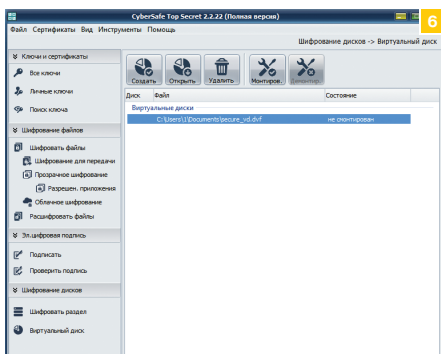 CyberSafe Top Secret 2.2.22 (Полная версия)
6
Файл Сертификаты Вид Инструменты Помощь
Шифрование дисков -> Виртуальный диск
Ключи и сертификаты
Все ключи
Личные ключи
Поиск ключа
Шифрование файлов
Шифровать файлы
Шифрование для передачи
Прозрачное шифрование
Разрешен. приложения
Облачное шифрование
Расшифровать файлы
Эл.цифровая подпись
Подписать
Проверить подпись
Шифрование дисков
Шифровать раздел
Виртуальный диск
Создать Открыть Удалить Монтиров. Демонтир.
Диск Файл Состояние
Виртуальные диски
C:\Users\1\Documents\secure_vd.dvf не смонтирован